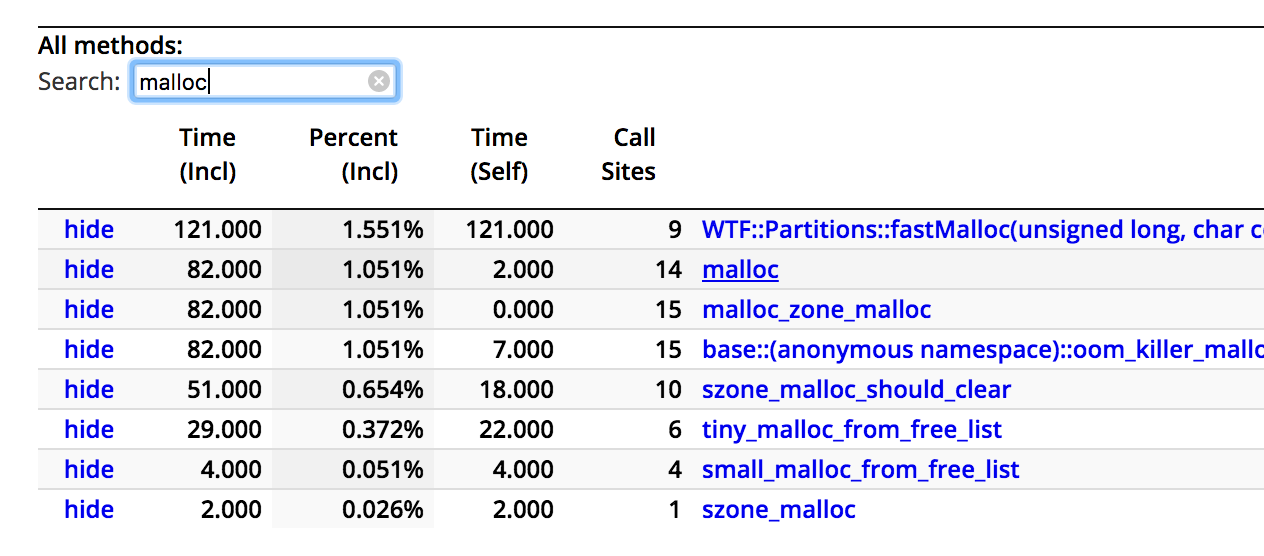 All methods:
Search: malloc
Time (Incl) Percent (Incl) Time (Self) Call Sites
hide 121.000 1.551% 121.000 9 WTF::Partitions::fastMalloc(unsigned long, char
hide 82.000 1.051% 2.000 14 malloc
hide 82.000 1.051% 0.000 15 malloc_zone_malloc
hide 82.000 1.051% 7.000 15 base::(anonymous namespace)::oom_killer_mallo
hide 51.000 0.654% 18.000 10 szone_malloc_should_clear
hide 29.000 0.372% 22.000 6 tiny_malloc_from_free_list
hide 4.000 0.051% 4.000 4 small_malloc_from_free_list
hide 2.000 0.026% 2.000 1 szone_malloc